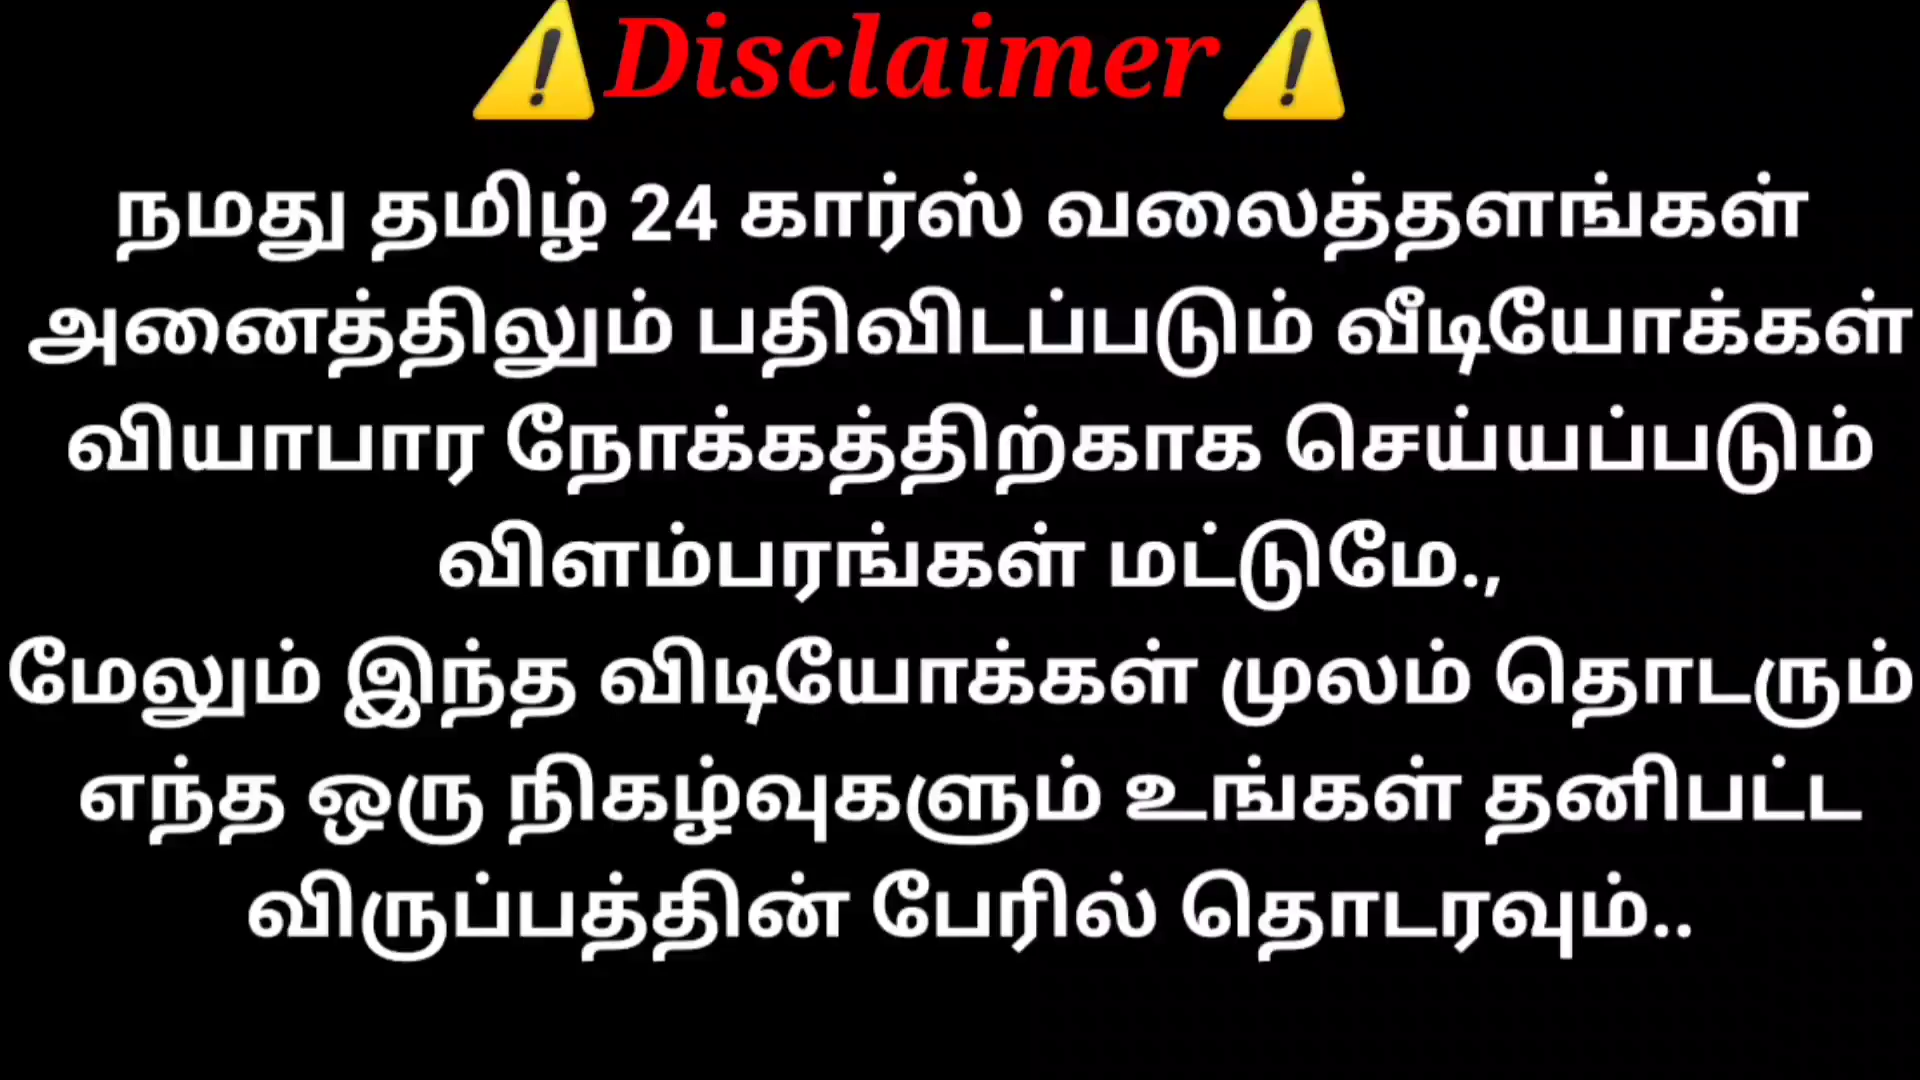 ⚠️Disclaimer⚠️
நமது தமிழ் 24 கார்ஸ் வலைத்தளங்கள்
அனைத்திலும் பதிவிடப்படும் வீடியோக்கள்
வியாபார நோக்கத்திற்காக செய்யப்படும்
விளம்பரங்கள் மட்டுமே.,
மேலும் இந்த விடியோக்கள் முலம் தொடரும்
எந்த ஒரு நிகழ்வுகளும் உங்கள் தனிபட்ட
விருப்பத்தின் பேரில் தொடரவும்..